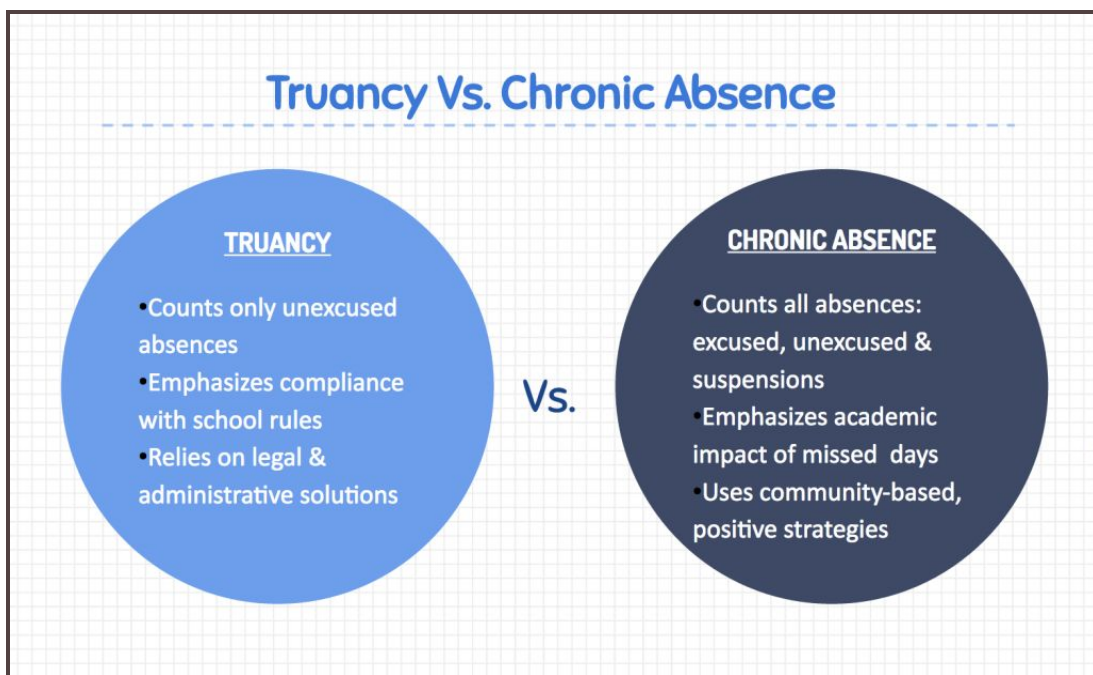 Truancy Vs. Chronic Absence
TRUANCY
•Counts only unexcused
absences
•Emphasizes compliance
with school rules
•Relies on legal &
administrative solutions
Vs.
CHRONIC ABSENCE
•Counts all absences:
excused, unexcused &
suspensions
•Emphasizes academic
impact of missed days
•Uses community-based,
positive strategies